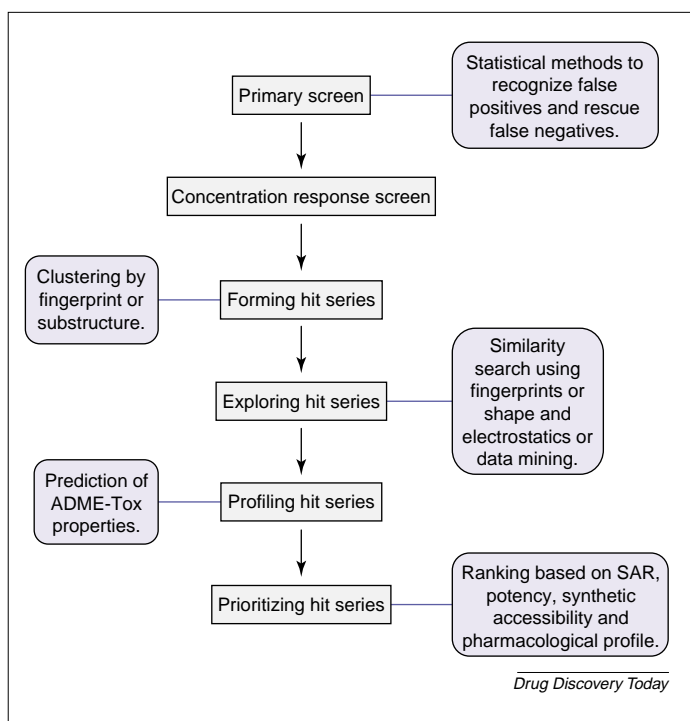 Primary screen
Statistical methods to
recognize false
positives and rescue
false negatives.
Concentration response screen
Clustering by
fingerprint or
substructure.
Forming hit series
Exploring hit series
Similarity
search using
fingerprints or
shape and
electrostatics or
data mining.
Prediction of
ADME-Tox
properties.
Profiling hit series
Prioritizing hit series
Ranking based on SAR,
potency, synthetic
accessibility and
pharmacological profile.
Drug Discovery Today